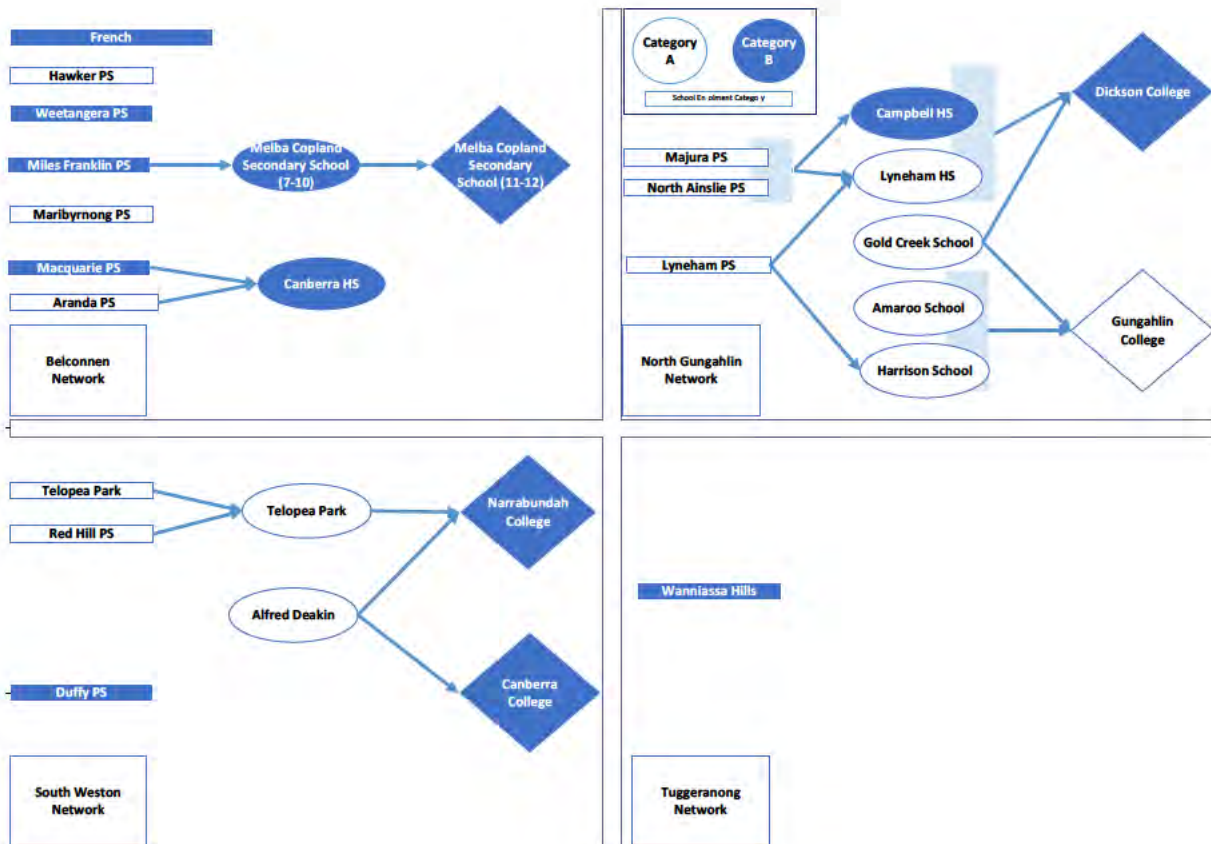 French
Hawker PS
Weetangera PS
Miles Franklin PS
Maribyrnong PS
Macquarie PS
Aranda PS
Melba Copland
Secondary School
(7-10)
Melba Copland
Secondary
School (11-12)
Canberra HS
Belconnen
Network
Category
A
Category
B
School En olment Catego y
Majura PS
North Ainslie PS
Lyneham PS
Campbell HS
Lyneham HS
Gold Creek School
Amaroo School
Harrison School
Dickson College
Gungahlin
College
North Gungahlin
Network
Telopea Park
Red Hill PS
Telopea Park
Alfred Deakin
Narrabundah
College
Canberra
College
Duffy PS
South Weston
Network
Wanniassa Hills
Tuggeranong
Network